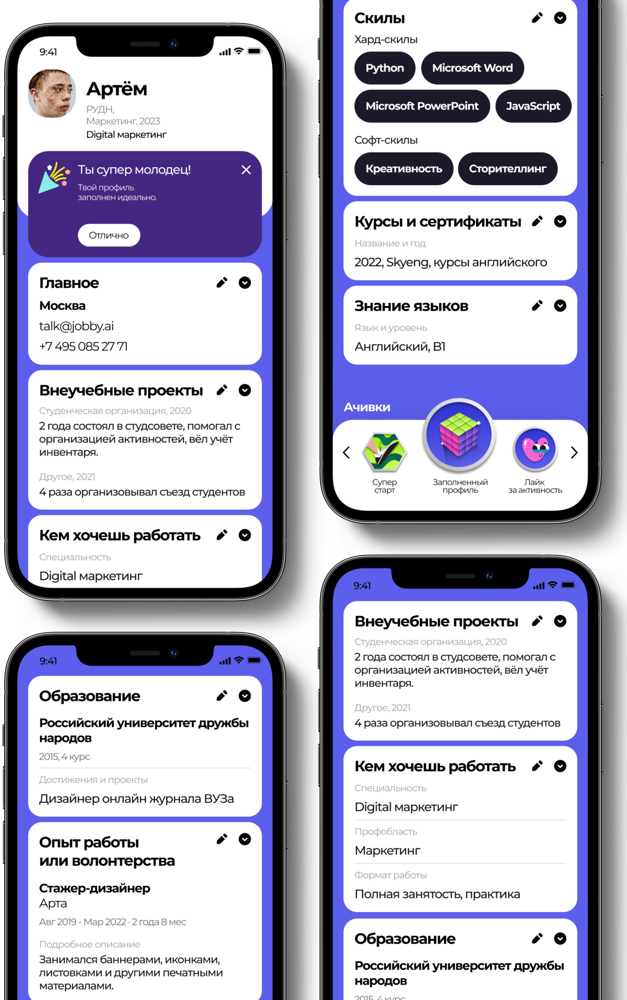 9:41
Артём
РУДН,
Маркетинг, 2023
Digital маркетинг
Ты супер молодец!
Твой профиль
заполнен идеально.
Отлично
Главное
Москва
talk@jobby.ai
+7 495 085 27 71
Внеучебные проекты
Студенческая организация, 2020
2 года состоял в студсовете, помогал с
организацией активностей, вёл учёт
инвентаря.
Другое, 2021
4 раза организовывал съезд студентов
Кем хочешь работать
Специальность
Digital маркетинг
9:41
Образование
Российский университет дружбы
народов
2015, 4 курс
Достижения и проекты
Дизайнер онлайн журнала ВУЗа
Опыт работы
или волонтерства
Стажер-дизайнер
Арта
Авг 2019 - Мар 2022 · 2 года 8 мес
Подробное описание
Занимался баннерами, иконками,
листовками и другими печатными
материалами.
Скилы
Хард-скилы
Python
Microsoft Word
Microsoft PowerPoint
JavaScript
Софт-скилы
Креативность
Сторителлинг
Курсы и сертификаты
Название и год
2022, Skyeng, курсы английского
Знание языков
Язык и уровень
Английский, B1
Ачивки
Супер
старт
Заполненный
профиль
Лайк
за активность
9:41
Внеучебные проекты
Студенческая организация, 2020
2 года состоял в студсовете, помогал с
организацией активностей, вёл учёт
инвентаря.
Другое, 2021
4 раза организовывал съезд студентов
Кем хочешь работать
Специальность
Digital маркетинг
Профобласть
Маркетинг
Формат работы
Полная занятость, практика
Образование
Российский университет дружбы
народов
2015, 4 курс